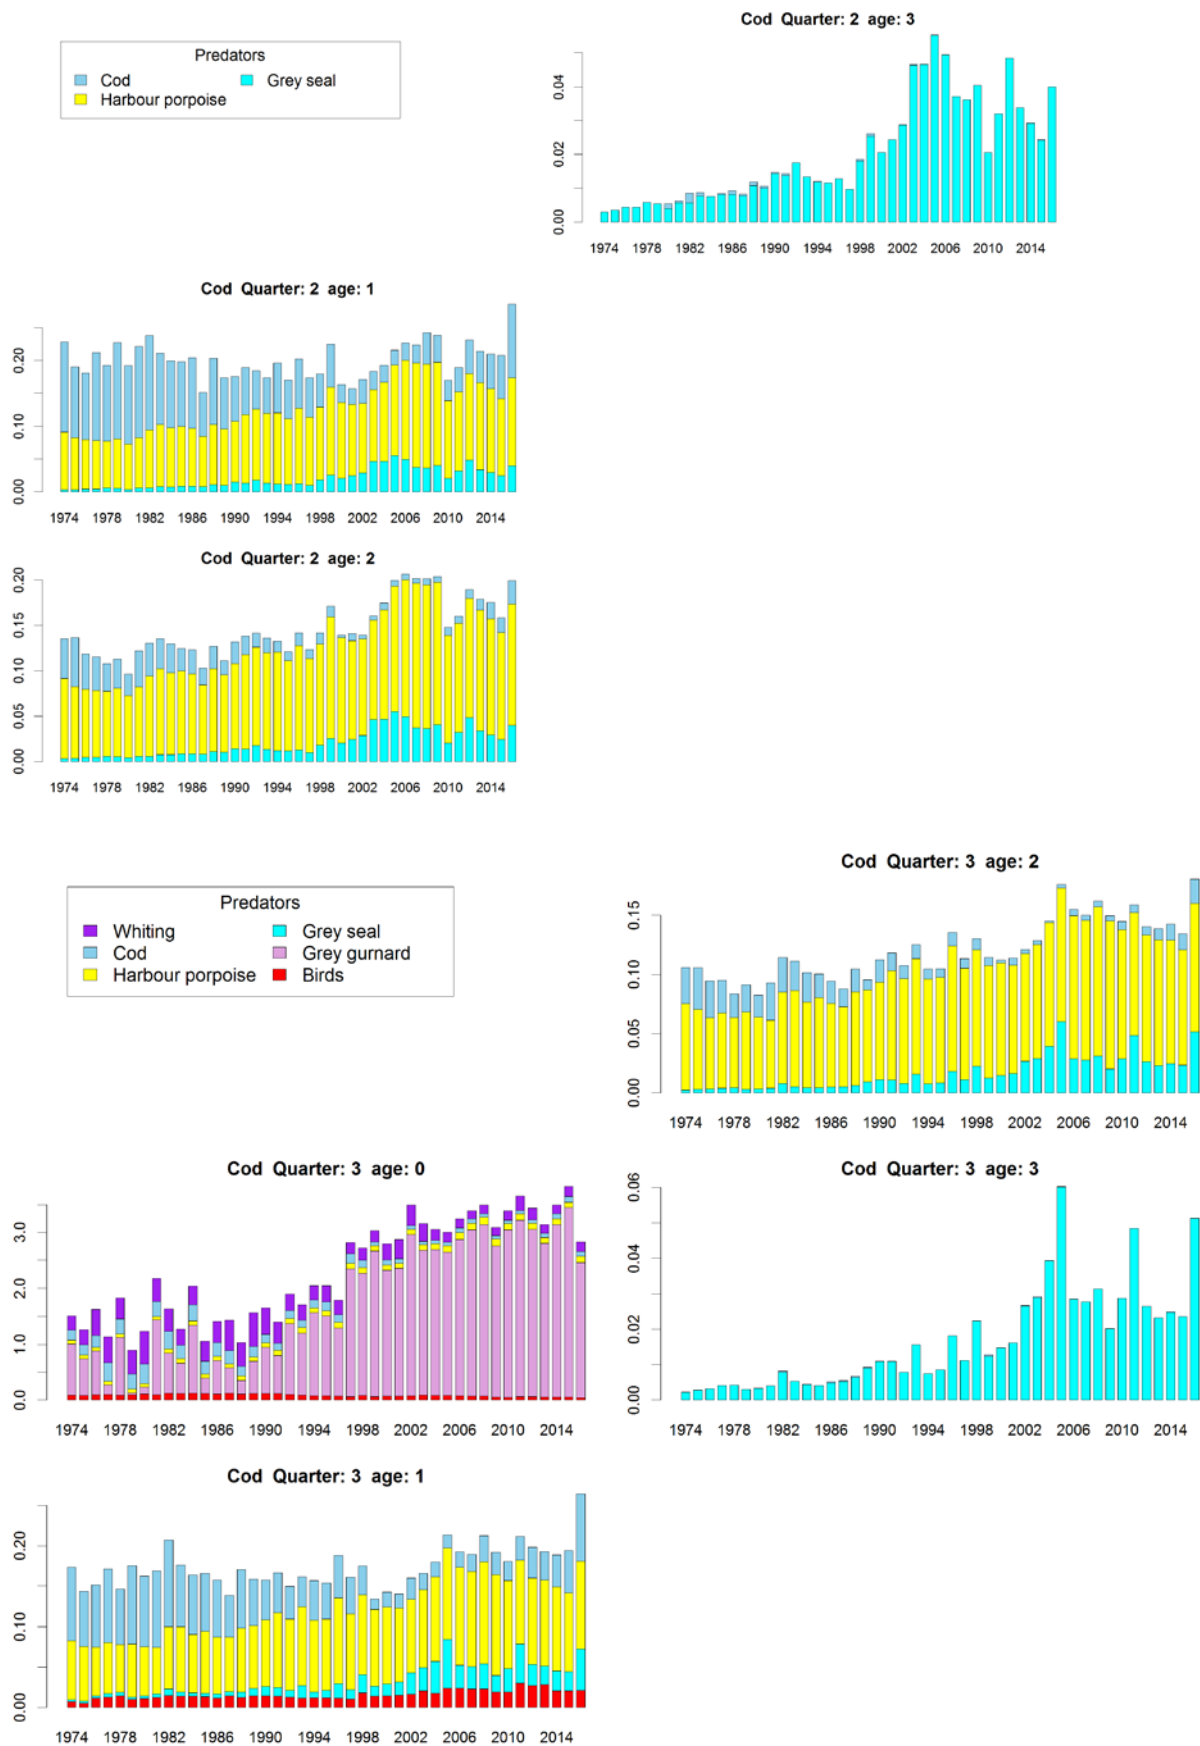 Cod Quarter: 2 age: 3
Predators
Cod Grey seal
Harbour porpoise
0.04
0.02
0.00
1974 1978 1982 1986 1990 1994 1998 2002 2006 2010 2014
Cod Quarter: 2 age: 1
0.20
0.10
0.00
1974 1978 1982 1986 1990 1994 1998 2002 2006 2010 2014
Cod Quarter: 2 age: 2
0.20
0.15
0.10
0.05
0.00
1974 1978 1982 1986 1990 1994 1998 2002 2006 2010 2014
Cod Quarter: 3 age: 2
Predators
Whiting Grey seal
Cod Grey gurnard
Harbour porpoise Birds
0.15
0.10
0.05
0.00
1974 1978 1982 1986 1990 1994 1998 2002 2006 2010 2014
Cod Quarter: 3 age: 0
3.0
2.0
1.0
0.0
1974 1978 1982 1986 1990 1994 1998 2002 2006 2010 2014
Cod Quarter: 3 age: 3
0.06
0.04
0.02
0.00
1974 1978 1982 1986 1990 1994 1998 2002 2006 2010 2014
Cod Quarter: 3 age: 1
0.20
0.10
0.00
1974 1978 1982 1986 1990 1994 1998 2002 2006 2010 2014